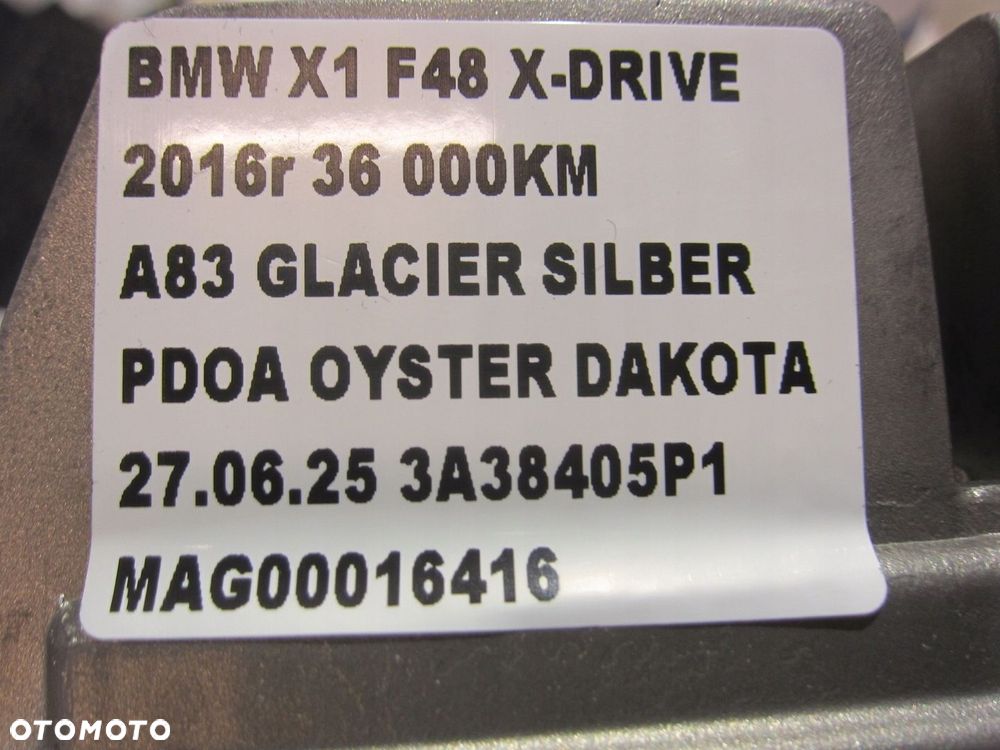 BMW X1 F48 X-DRIVE
2016r 36 000KM
A83 GLACIER SILBER
PDOA OYSTER DAKOTA
27.06.25 3A38405P1
MAG00016416
OTOMOTO